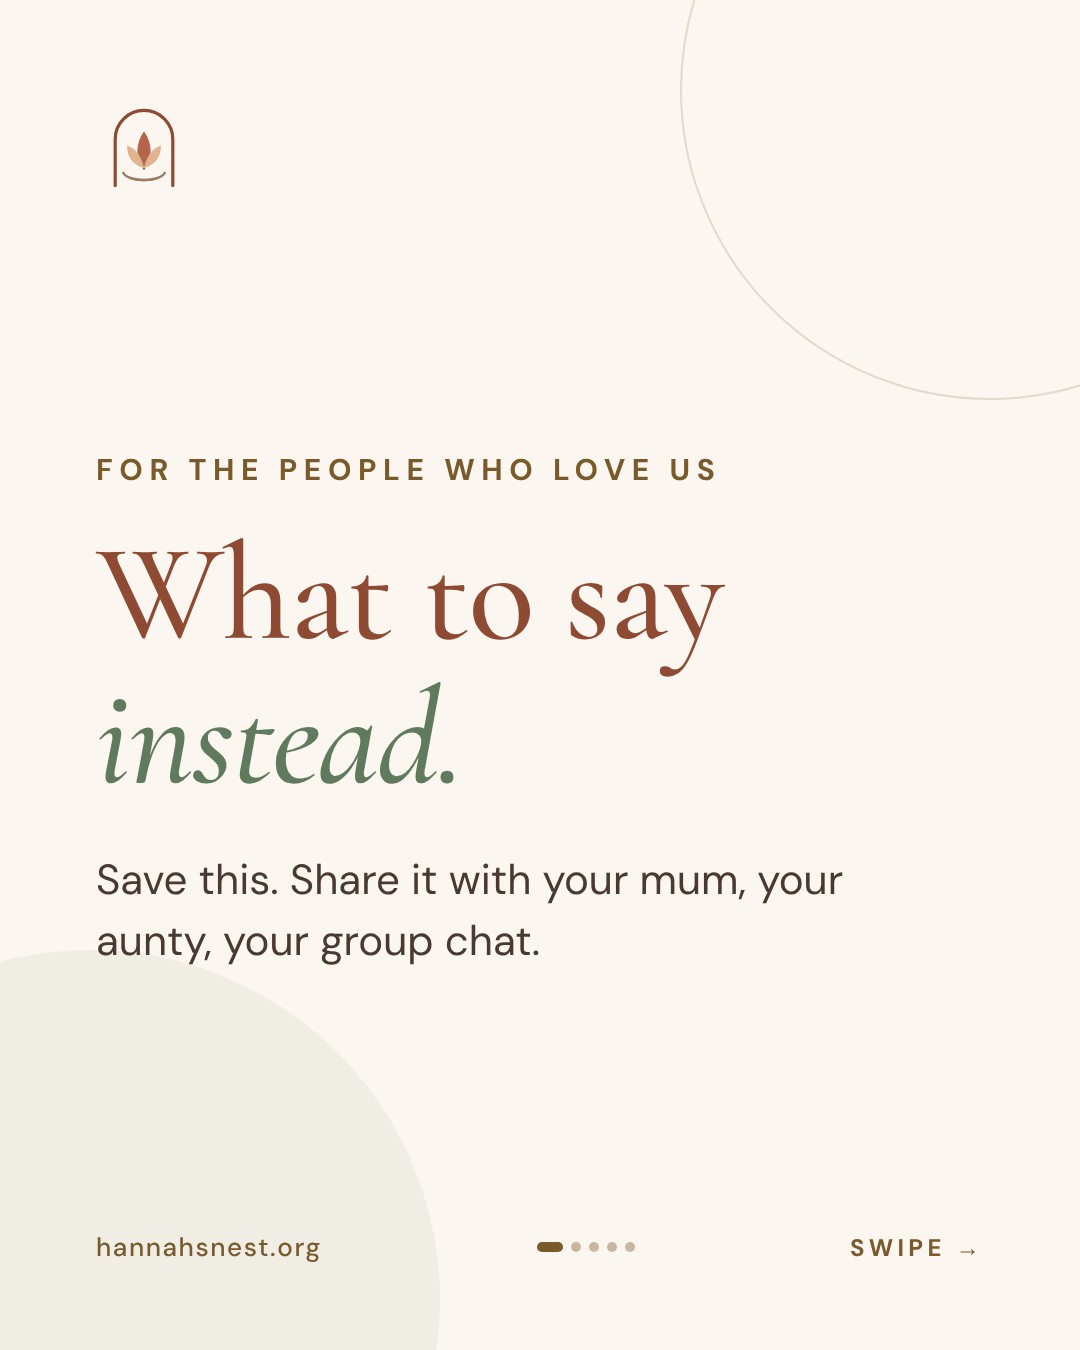 FOR THE PEOPLE WHO LOVE US
What to say
instead.
Save this. Share it with your mum, your
aunty, your group chat.
hannahsnest.org
SWIPE →